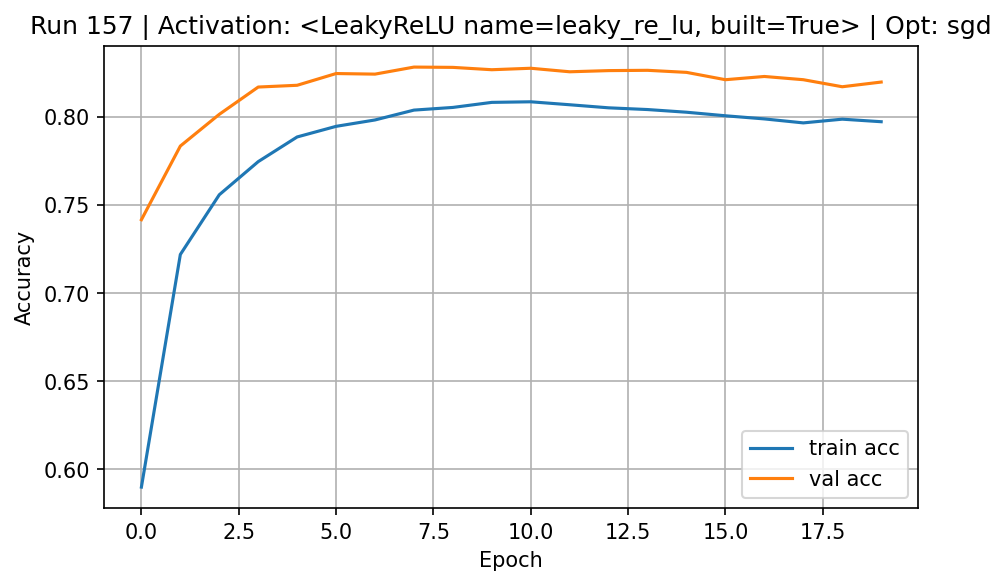 Run 157 | Activation: <LeakyReLU name=leaky_re_lu, built=True> | Opt: sgd
Accuracy
0.80
0.75
0.70
0.65
0.60
train acc
val acc
0.0 2.5 5.0 7.5 10.0 12.5 15.0 17.5
Epoch